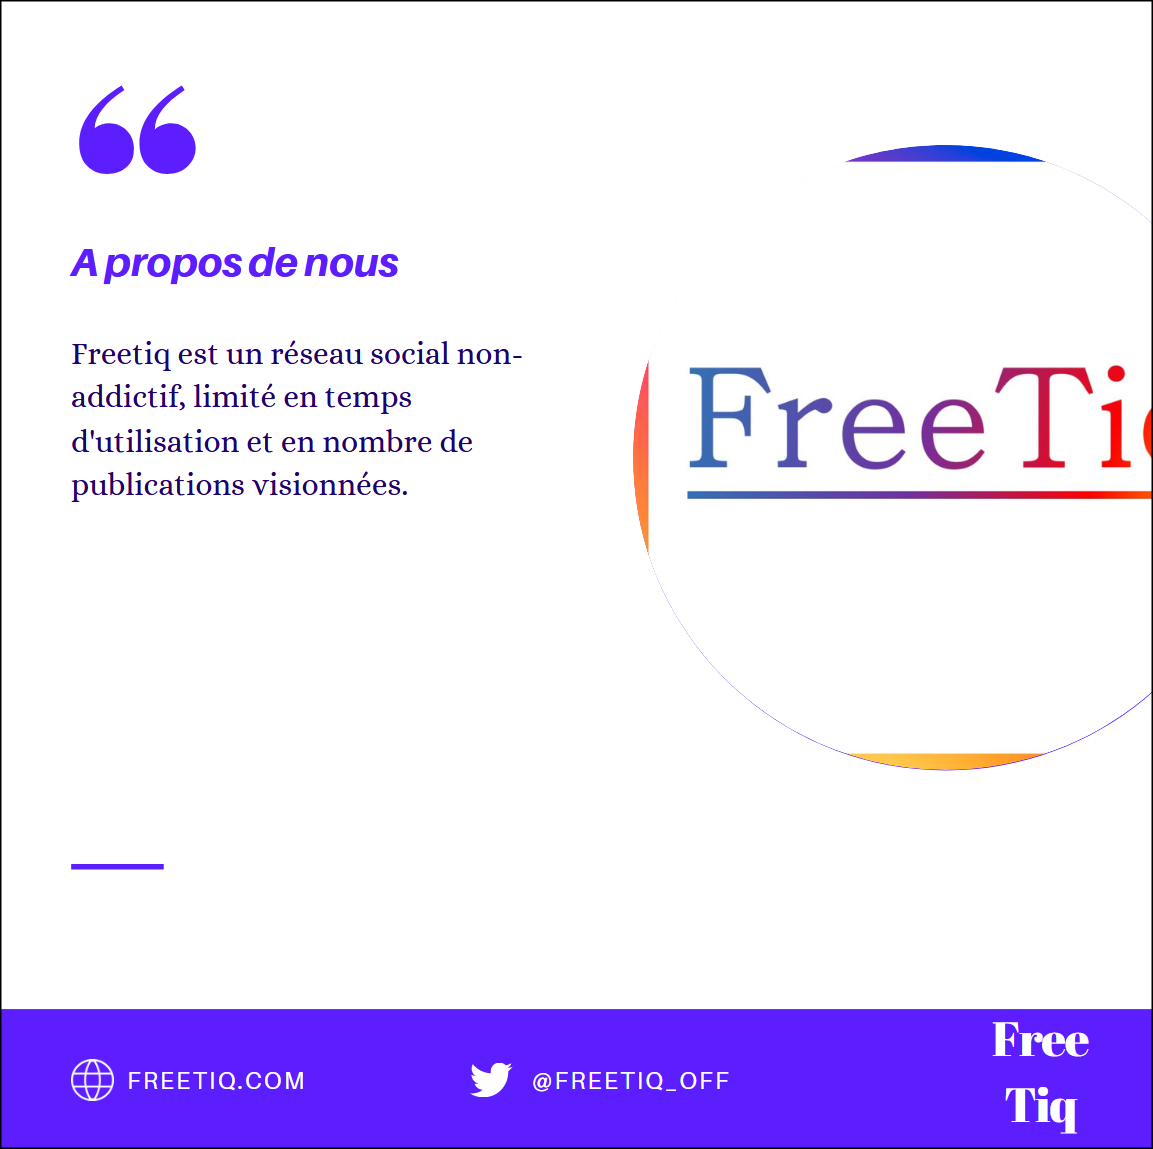 ❝
A propos de nous
Freetiq est un réseau social non-
addictif, limité en temps
d'utilisation et en nombre de
publications visionnées.
FreeTi
FREETIQ.COM
@FREETIQ_OFF
Free
Tiq